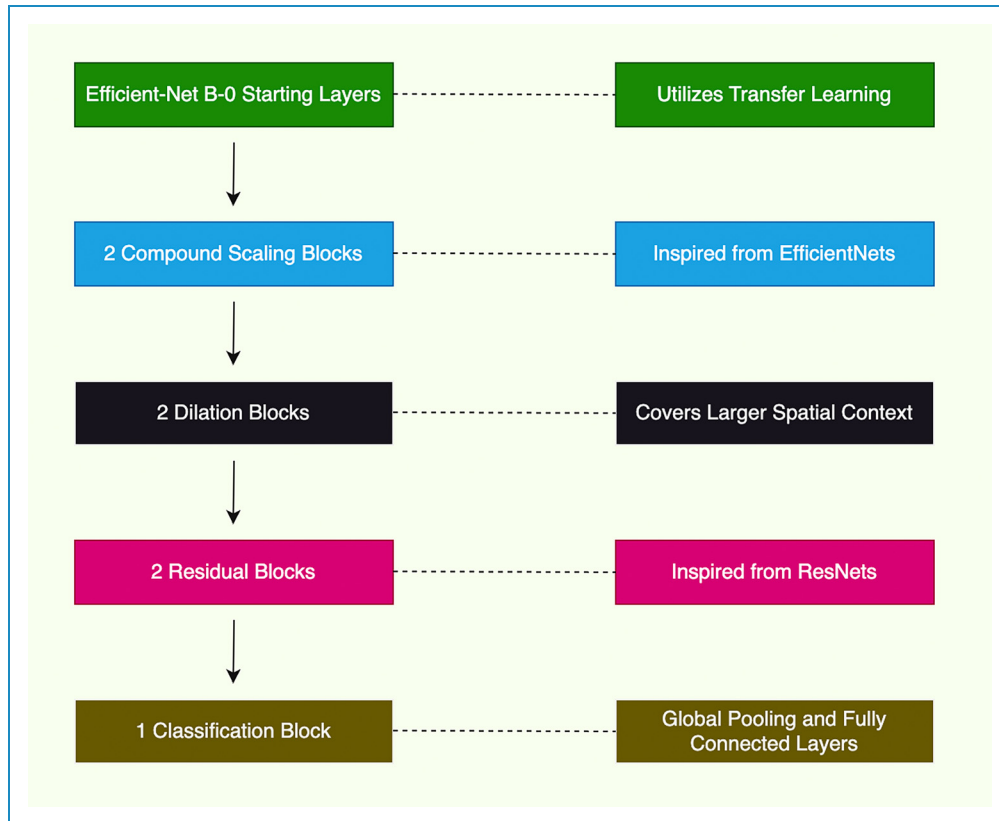 Efficient-Net B-0 Starting Layers
Utilizes Transfer Learning
2 Compound Scaling Blocks
Inspired from EfficientNets
2 Dilation Blocks
Covers Larger Spatial Context
2 Residual Blocks
Inspired from ResNets
1 Classification Block
Global Pooling and Fully
Connected Layers